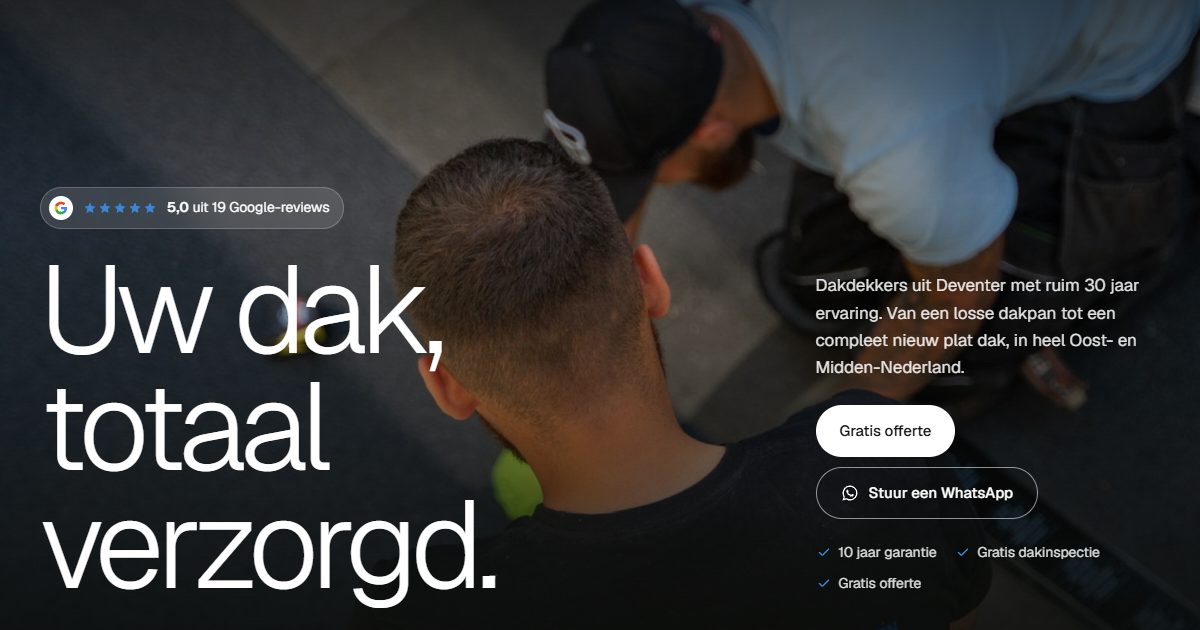 5,0 uit 19 Google-reviews
Uw dak,
totaal
verzorgd.
Dakdekkers uit Deventer met ruim 30 jaar
ervaring. Van een losse dakpan tot een
compleet nieuw plat dak, in heel Oost- en
Midden-Nederland.
Gratis offerte
Stuur een WhatsApp
10 jaar garantie
Gratis dakinspectie
Gratis offerte